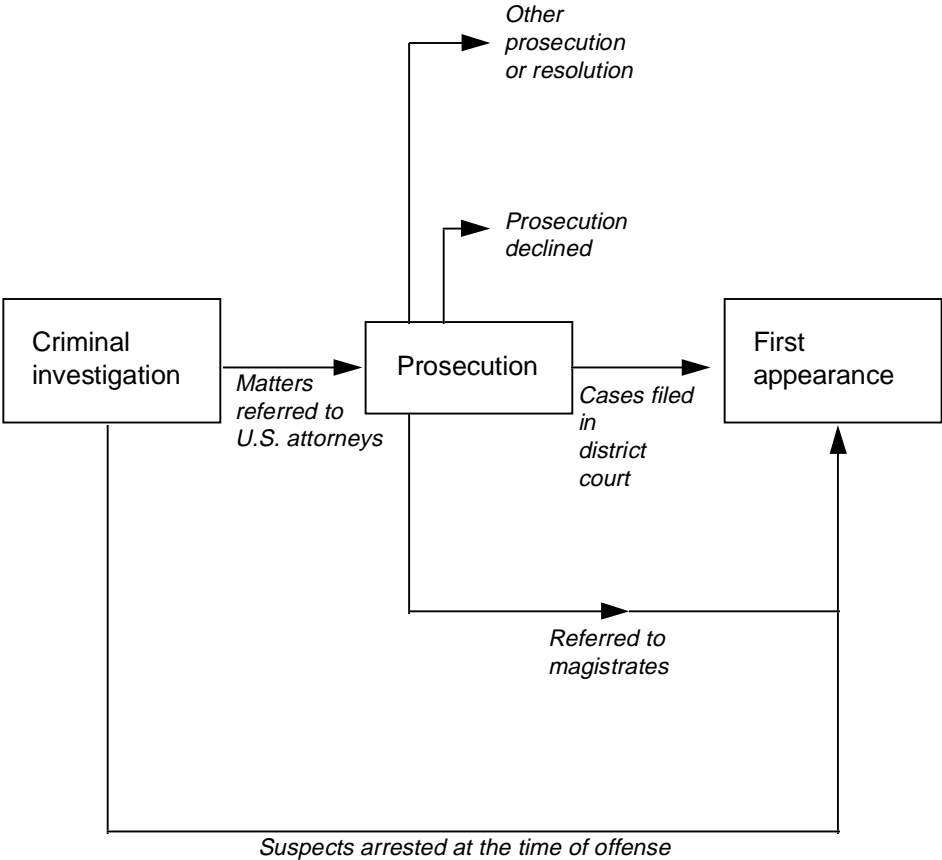 Other
prosecution
or resolution
Prosecution
declined
Criminal
investigation
Matters
referred to
U.S. attorneys
Prosecution
Cases filed
in
district
court
First
appearance
Referred to
magistrates
Suspects arrested at the time of offense